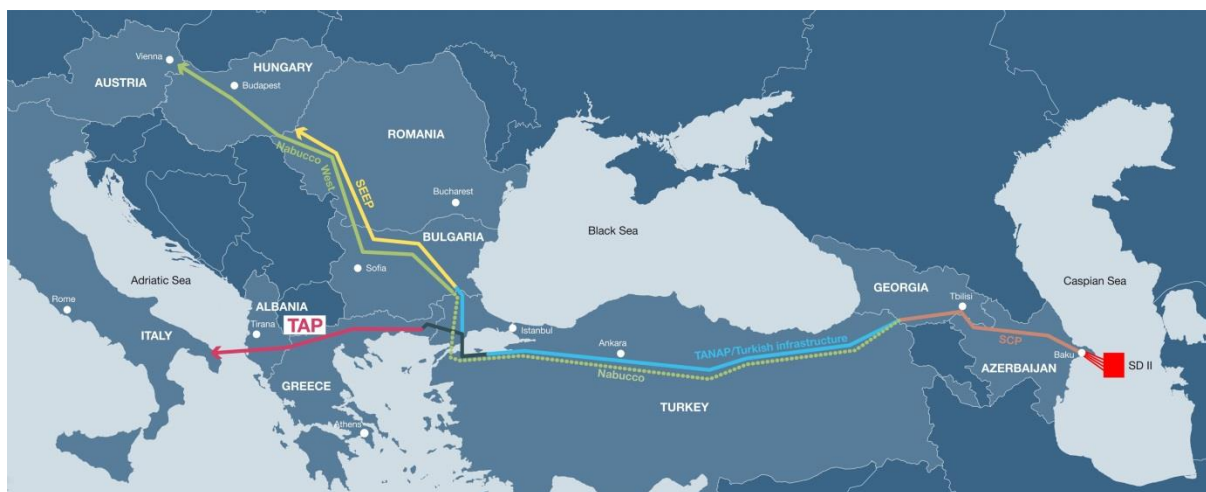 Vienna
AUSTRIA
HUNGARY
Budapest
ROMANIA
Nabucco West
SEEP
Bucharest
BULGARIA
Sofia
Black Sea
Caspian Sea
Adriatic Sea
Rome
ITALY
ALBANIA
Tirana
TAP
GREECE
Athens
Istanbul
Ankara
TANAP/Turkish infrastructure
Nabucco
TURKEY
GEORGIA
Tbilisi
SCP
AZERBAIJAN
Baku
SD II